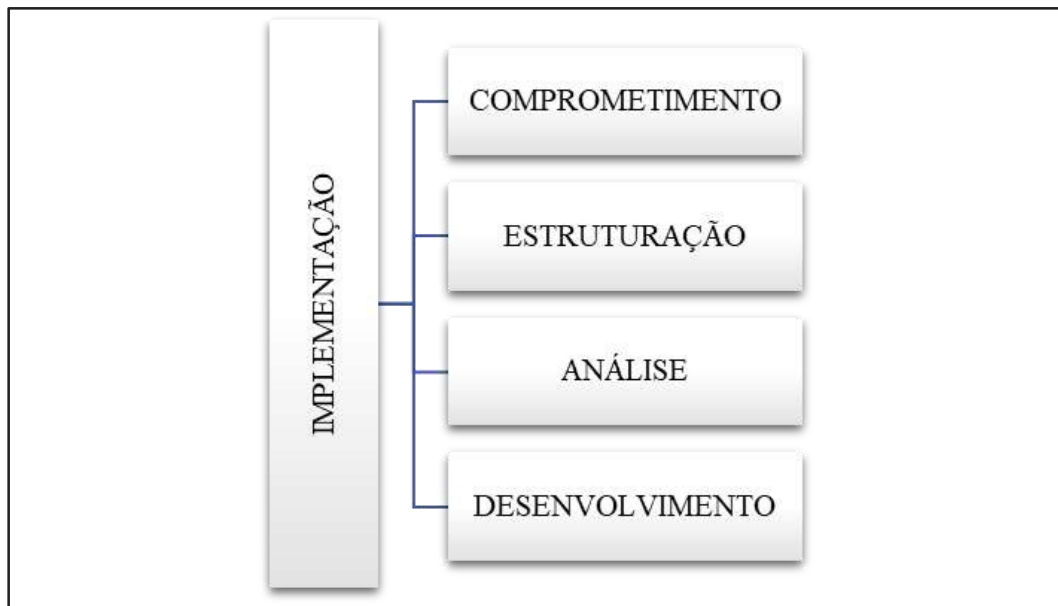 IMPLEMENTAÇÃO
COMPROMETIMENTO
ESTRUTURAÇÃO
ANÁLISE
DESENVOLVIMENTO